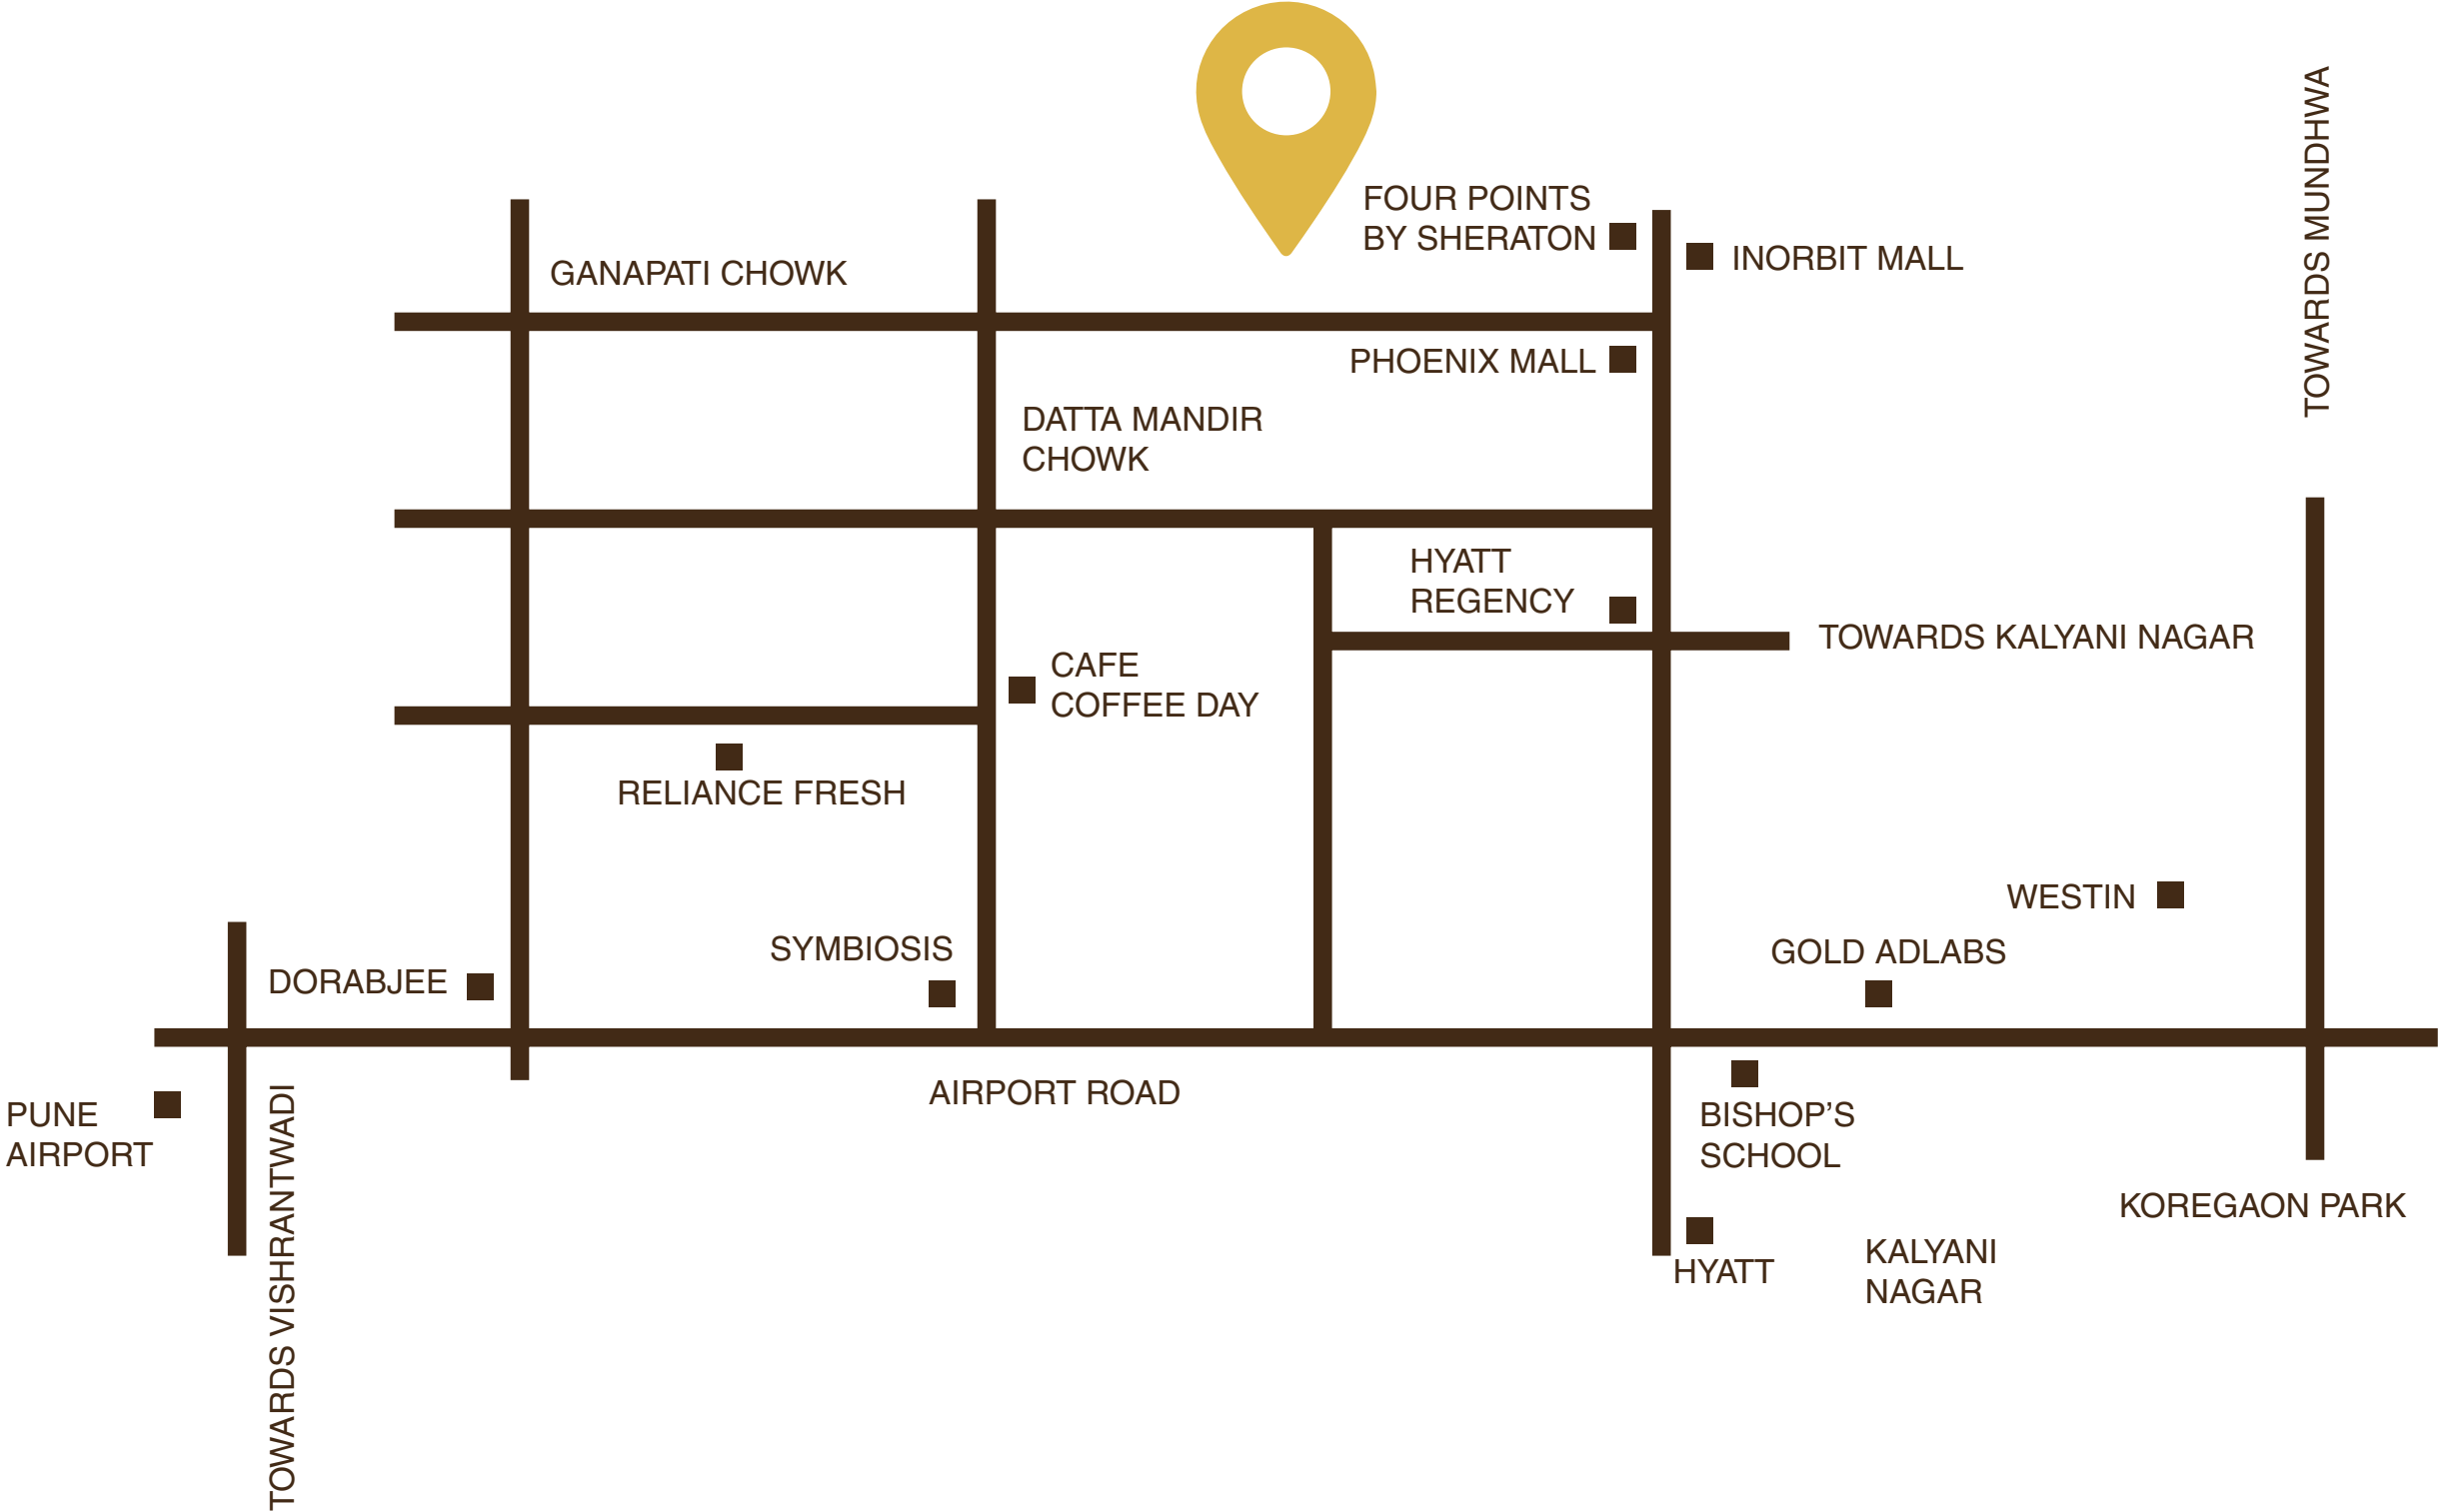 TOWARDS MUNDHWA
FOUR POINTS
BY SHERATON
INORBIT MALL
GANAPATI CHOWK
PHOENIX MALL
DATTA MANDIR
CHOWK
HYATT
REGENCY
TOWARDS KALYANI NAGAR
CAFE
COFFEE DAY
RELIANCE FRESH
WESTIN
SYMBIOSIS
GOLD ADLABS
DORABJEE
AIRPORT ROAD
PUNE
AIRPORT
TOWARDS VISHRANTWADI
BISHOP’S
SCHOOL
KOREGAON PARK
HYATT
KALYANI
NAGAR